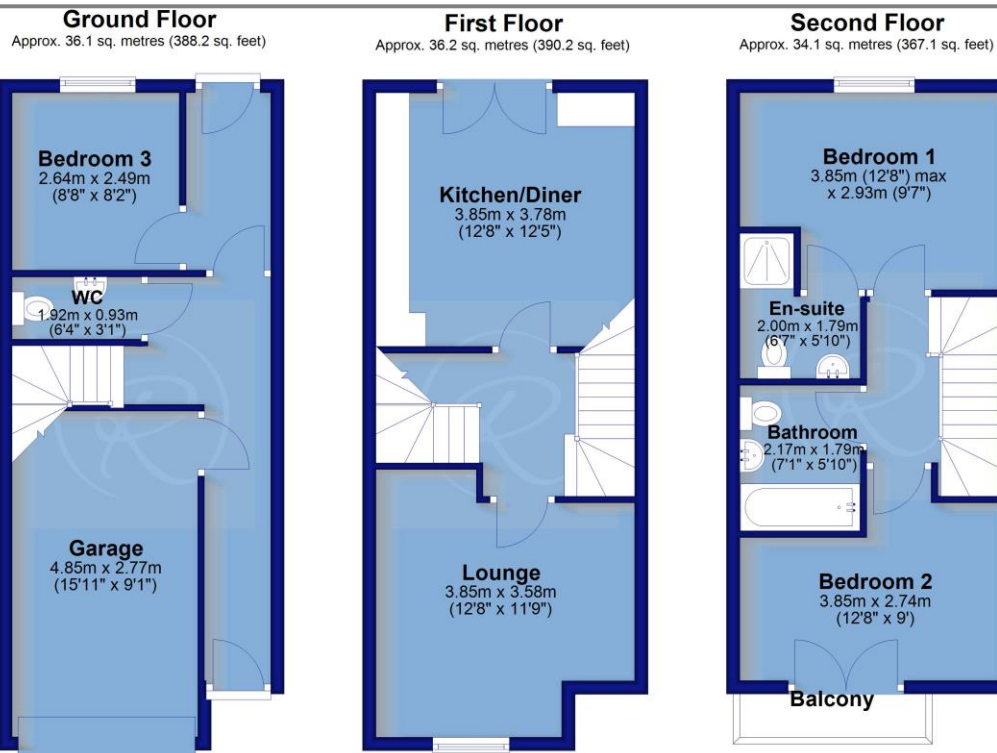 Ground Floor
Approx. 36.1 sq. metres (388.2 sq. feet)
Bedroom 3
2.64m x 2.49m
(8'8" x 8'2")
WC
1.92m x 0.93m
(6'4" x 3'1")
Garage
4.85m x 2.77m
(15'11" x 9'1")
First Floor
Approx. 36.2 sq. metres (390.2 sq. feet)
Kitchen/Diner
3.85m x 3.78m
(12'8" x 12'5")
Lounge
3.85m x 3.58m
(12'8" x 11'9")
Second Floor
Approx. 34.1 sq. metres (367.1 sq. feet)
Bedroom 1
3.85m (12'8") max
x 2.93m (9'7")
En-suite
2.00m x 1.79m
(6'7" x 5'10")
Bathroom
2.17m x 1.79m
(7'1" x 5'10")
Bedroom 2
3.85m x 2.74m
(12'8" x 9')
Balcony